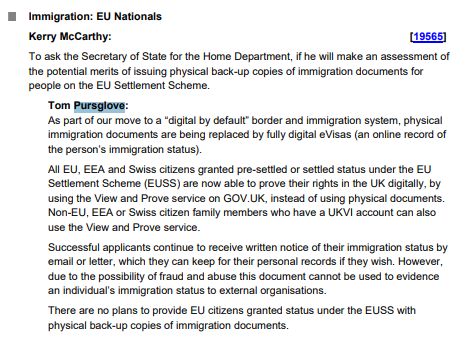 Immigration: EU Nationals
Kerry McCarthy: [19565]
To ask the Secretary of State for the Home Department, if he will make an assessment of
the potential merits of issuing physical back-up copies of immigration documents for
people on the EU Settlement Scheme.
Tom Pursglove:
As part of our move to a “digital by default” border and immigration system, physical
immigration documents are being replaced by fully digital eVisas (an online record of
the person’s immigration status).
All EU, EEA and Swiss citizens granted pre-settled or settled status under the EU
Settlement Scheme (EUSS) are now able to prove their rights in the UK digitally, by
using the View and Prove service on GOV.UK, instead of using physical documents.
Non-EU, EEA or Swiss citizen family members who have a UKVI account can also
use the View and Prove service.
Successful applicants continue to receive written notice of their immigration status by
email or letter, which they can keep for their personal records if they wish. However,
due to the possibility of fraud and abuse this document cannot be used to evidence
an individual’s immigration status to external organisations.
There are no plans to provide EU citizens granted status under the EUSS with
physical back-up copies of immigration documents.